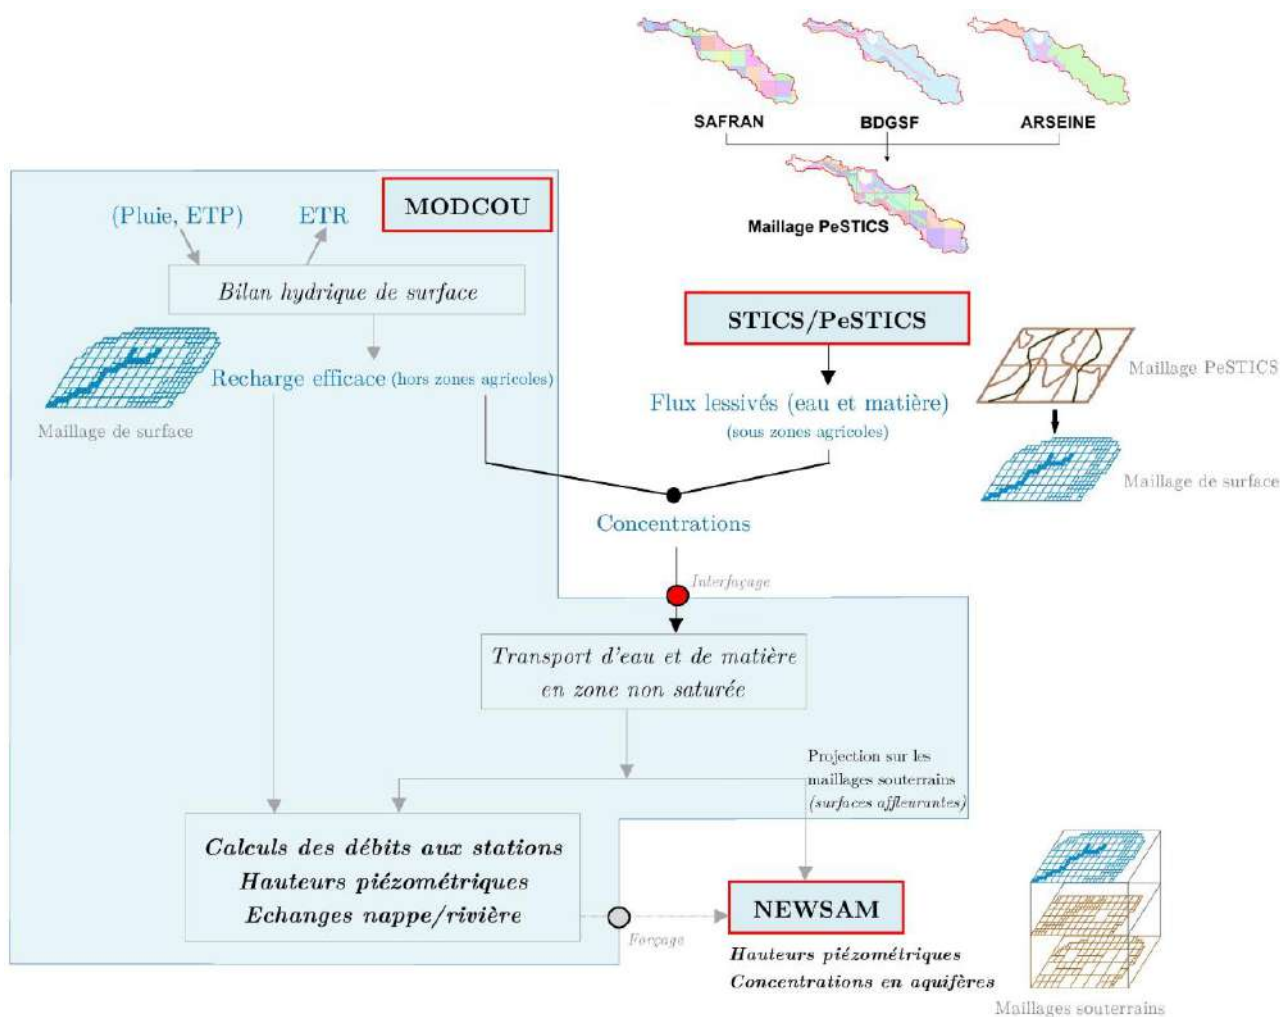 SAFRAN
BDGSF
ARSEINE
Maillage PeSTICS
MODCOU
(Pluie, ETP)
ETR
Bilan hydrique de surface
Recharge efficace (hors zones agricoles)
Maillage de surface
STICS/PeSTICS
Flux lessivés (eau et matière)
(sous zones agricoles)
Maillage PeSTICS
Maillage de surface
Concentrations
Interfaçage
Transport d'eau et de matière
en zone non saturée
Projection sur les
maillages souterrains
(surfaces affleurantes)
Calculs des débits aux stations
Hauteurs piézométriques
Echanges nappe/rivière
Forçage
NEWSAM
Hauteurs piézométriques
Concentrations en aquifères
Maillages souterrains